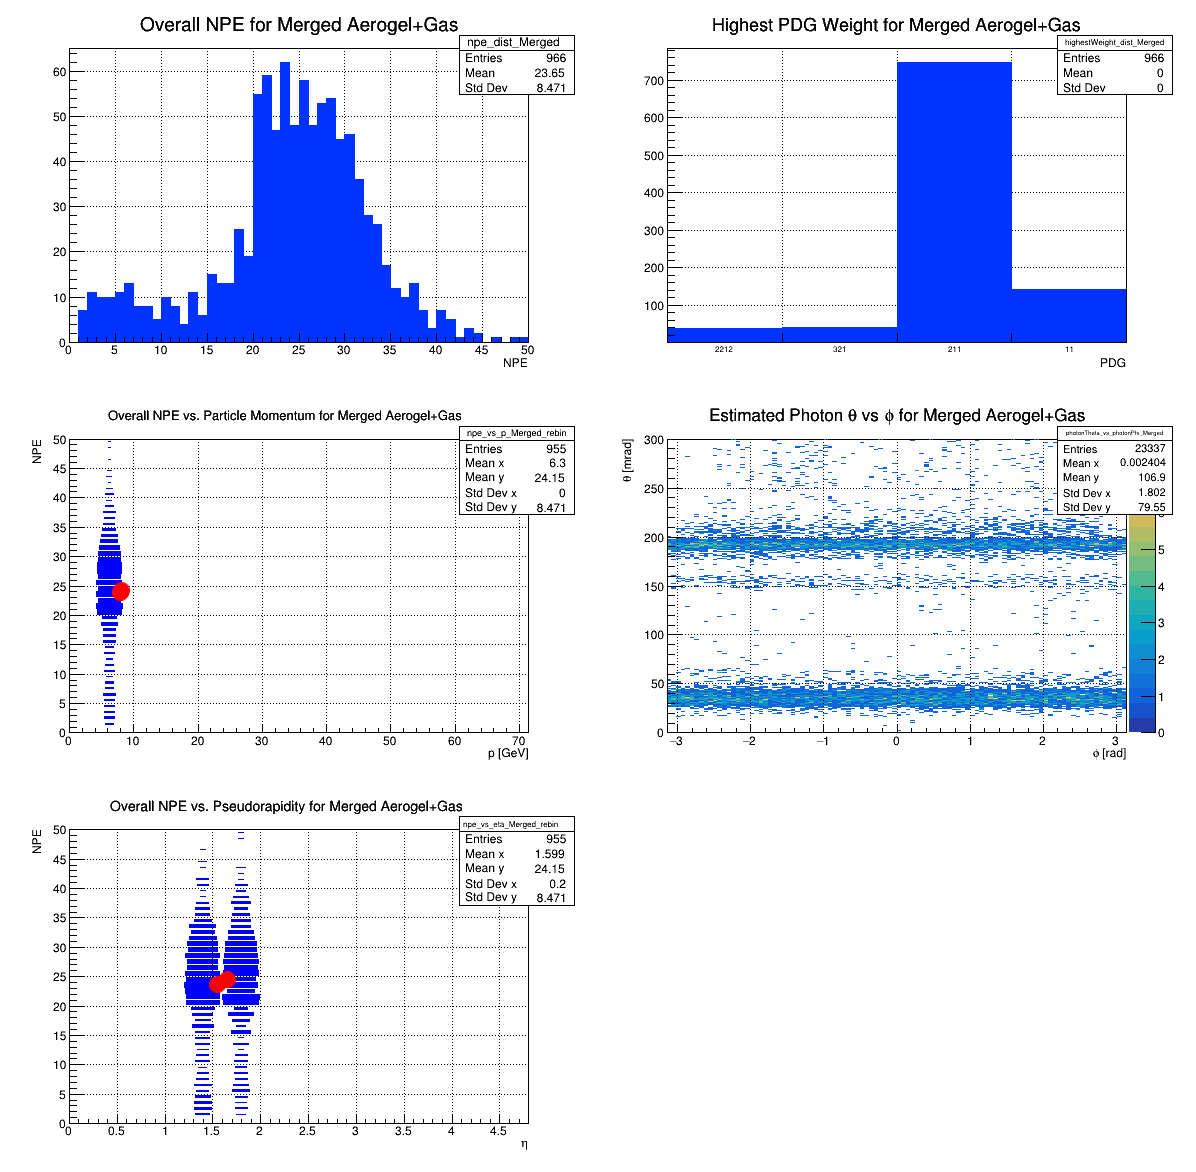 Overall NPE for Merged Aerogel+Gas
npe_dist_Merged
Entries 966
Mean 23.65
Std Dev 8.471
60
50
40
30
20
10
0
0 5 10 15 20 25 30 35 40 45 50
NPE
Highest PDG Weight for Merged Aerogel+Gas
highestWeight_dist_Merged
Entries 966
Mean 0
Std Dev 0
700
600
500
400
300
200
100
2212 321 211 11
PDG
Overall NPE vs. Particle Momentum for Merged Aerogel+Gas
npe_vs_p_Merged_rebin
Entries 955
Mean x 6.3
Mean y 24.15
Std Dev x 0
Std Dev y 8.471
NPE
50
45
40
35
30
25
20
15
10
5
0
0 10 20 30 40 50 60 70
p [GeV]
Estimated Photon θ vs ϕ for Merged Aerogel+Gas
photonTheta_vs_photonPhi_Merged
Entries 23337
Mean x 0.002404
Mean y 106.9
Std Dev x 1.802
Std Dev y 79.55
θ [mrad]
300
250
200
150
100
50
0
−3 −2 −1 0 1 2 3
ϕ [rad]
5
4
3
2
1
0
Overall NPE vs. Pseudorapidity for Merged Aerogel+Gas
npe_vs_eta_Merged_rebin
Entries 955
Mean x 1.599
Mean y 24.15
Std Dev x 0.2
Std Dev y 8.471
NPE
50
45
40
35
30
25
20
15
10
5
0
0 0.5 1 1.5 2 2.5 3 3.5 4 4.5
η